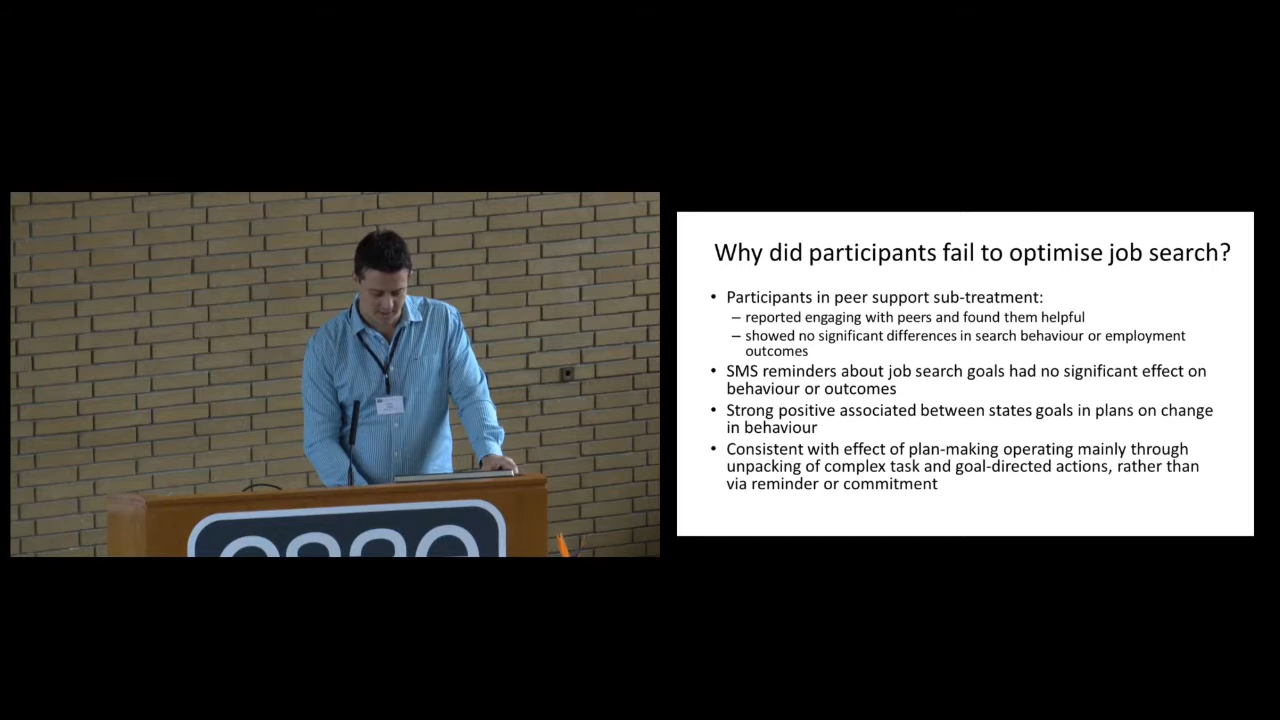 Why did participants fail to optimise job search?
• Participants in peer support sub-treatment:
– reported engaging with peers and found them helpful
– showed no significant differences in search behaviour or employment
outcomes
• SMS reminders about job search goals had no significant effect on
behaviour or outcomes
• Strong positive associated between states goals in plans on change
in behaviour
• Consistent with effect of plan-making operating mainly through
unpacking of complex task and goal-directed actions, rather than
via reminder or commitment